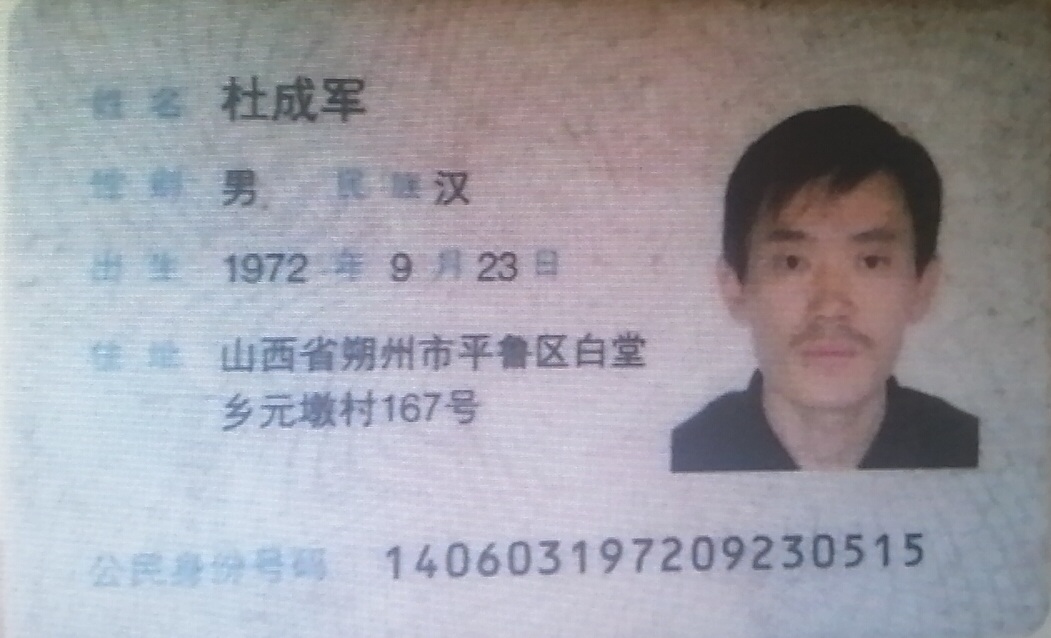 姓名 杜成军
性别 男 民族 汉
出生 1972 年 9 月 23 日
住址 山西省朔州市平鲁区白堂
乡元墩村167号
公民身份号码 140603197209230515